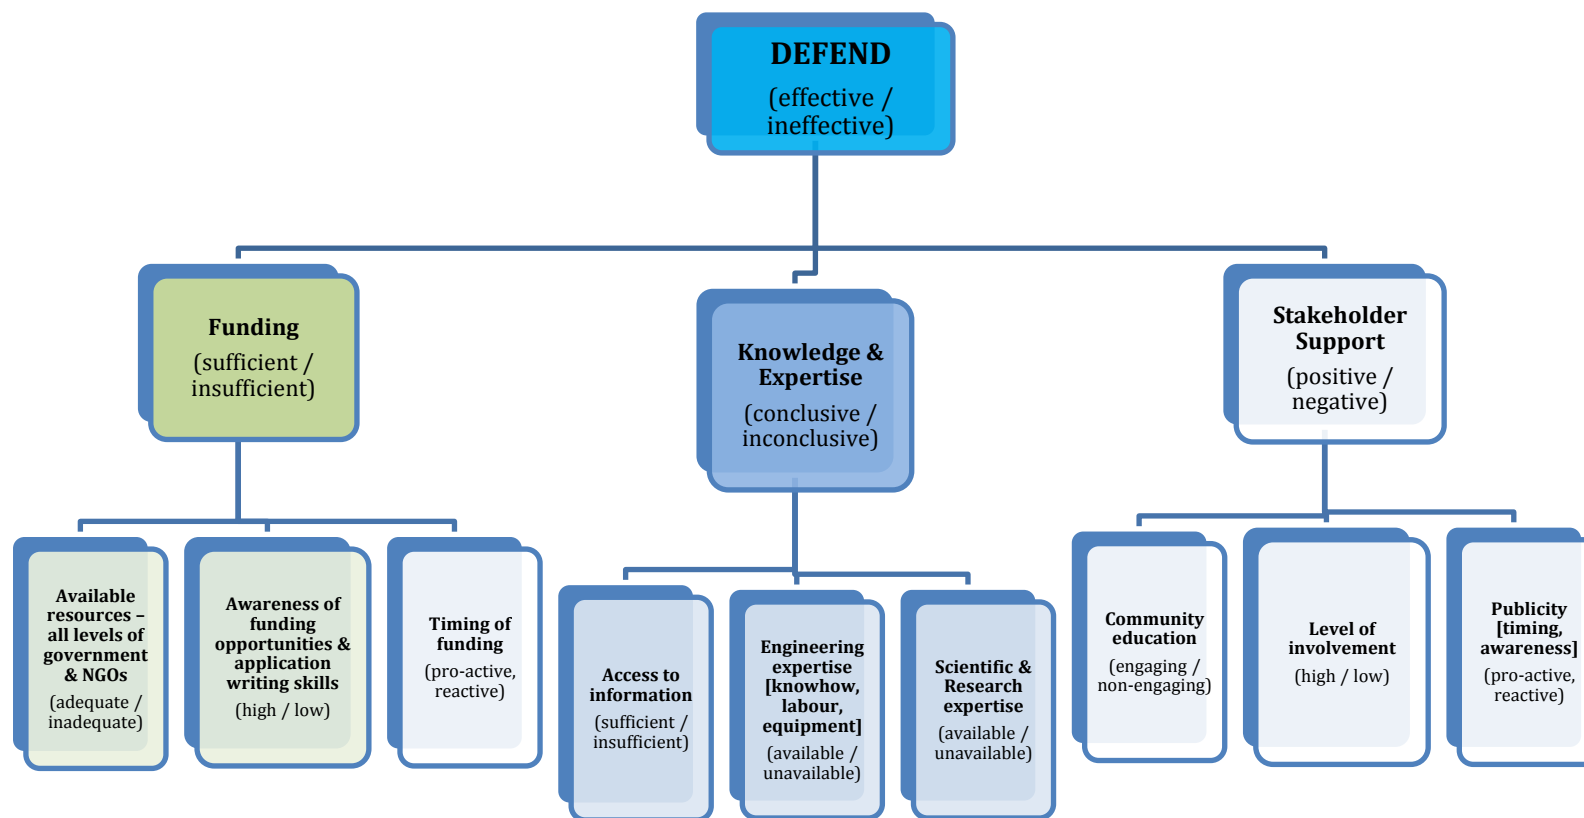 DEFEND
(effective /
ineffective)
Funding
(sufficient /
insufficient)
Knowledge &
Expertise
(conclusive /
inconclusive)
Stakeholder
Support
(positive /
negative)
Available
resources –
all levels of
government
& NGOs
(adequate /
inadequate)
Awareness of
funding
opportunities &
application
writing skills
(high / low)
Timing of
funding
(pro-active,
reactive)
Access to
information
(sufficient /
insufficient)
Engineering
expertise
[knowhow,
labour,
equipment]
(available /
unavailable)
Scientific &
Research
expertise
(available /
unavailable)
Community
education
(engaging /
non-engaging)
Level of
involvement
(high / low)
Publicity
[timing,
awareness]
(pro-active,
reactive)